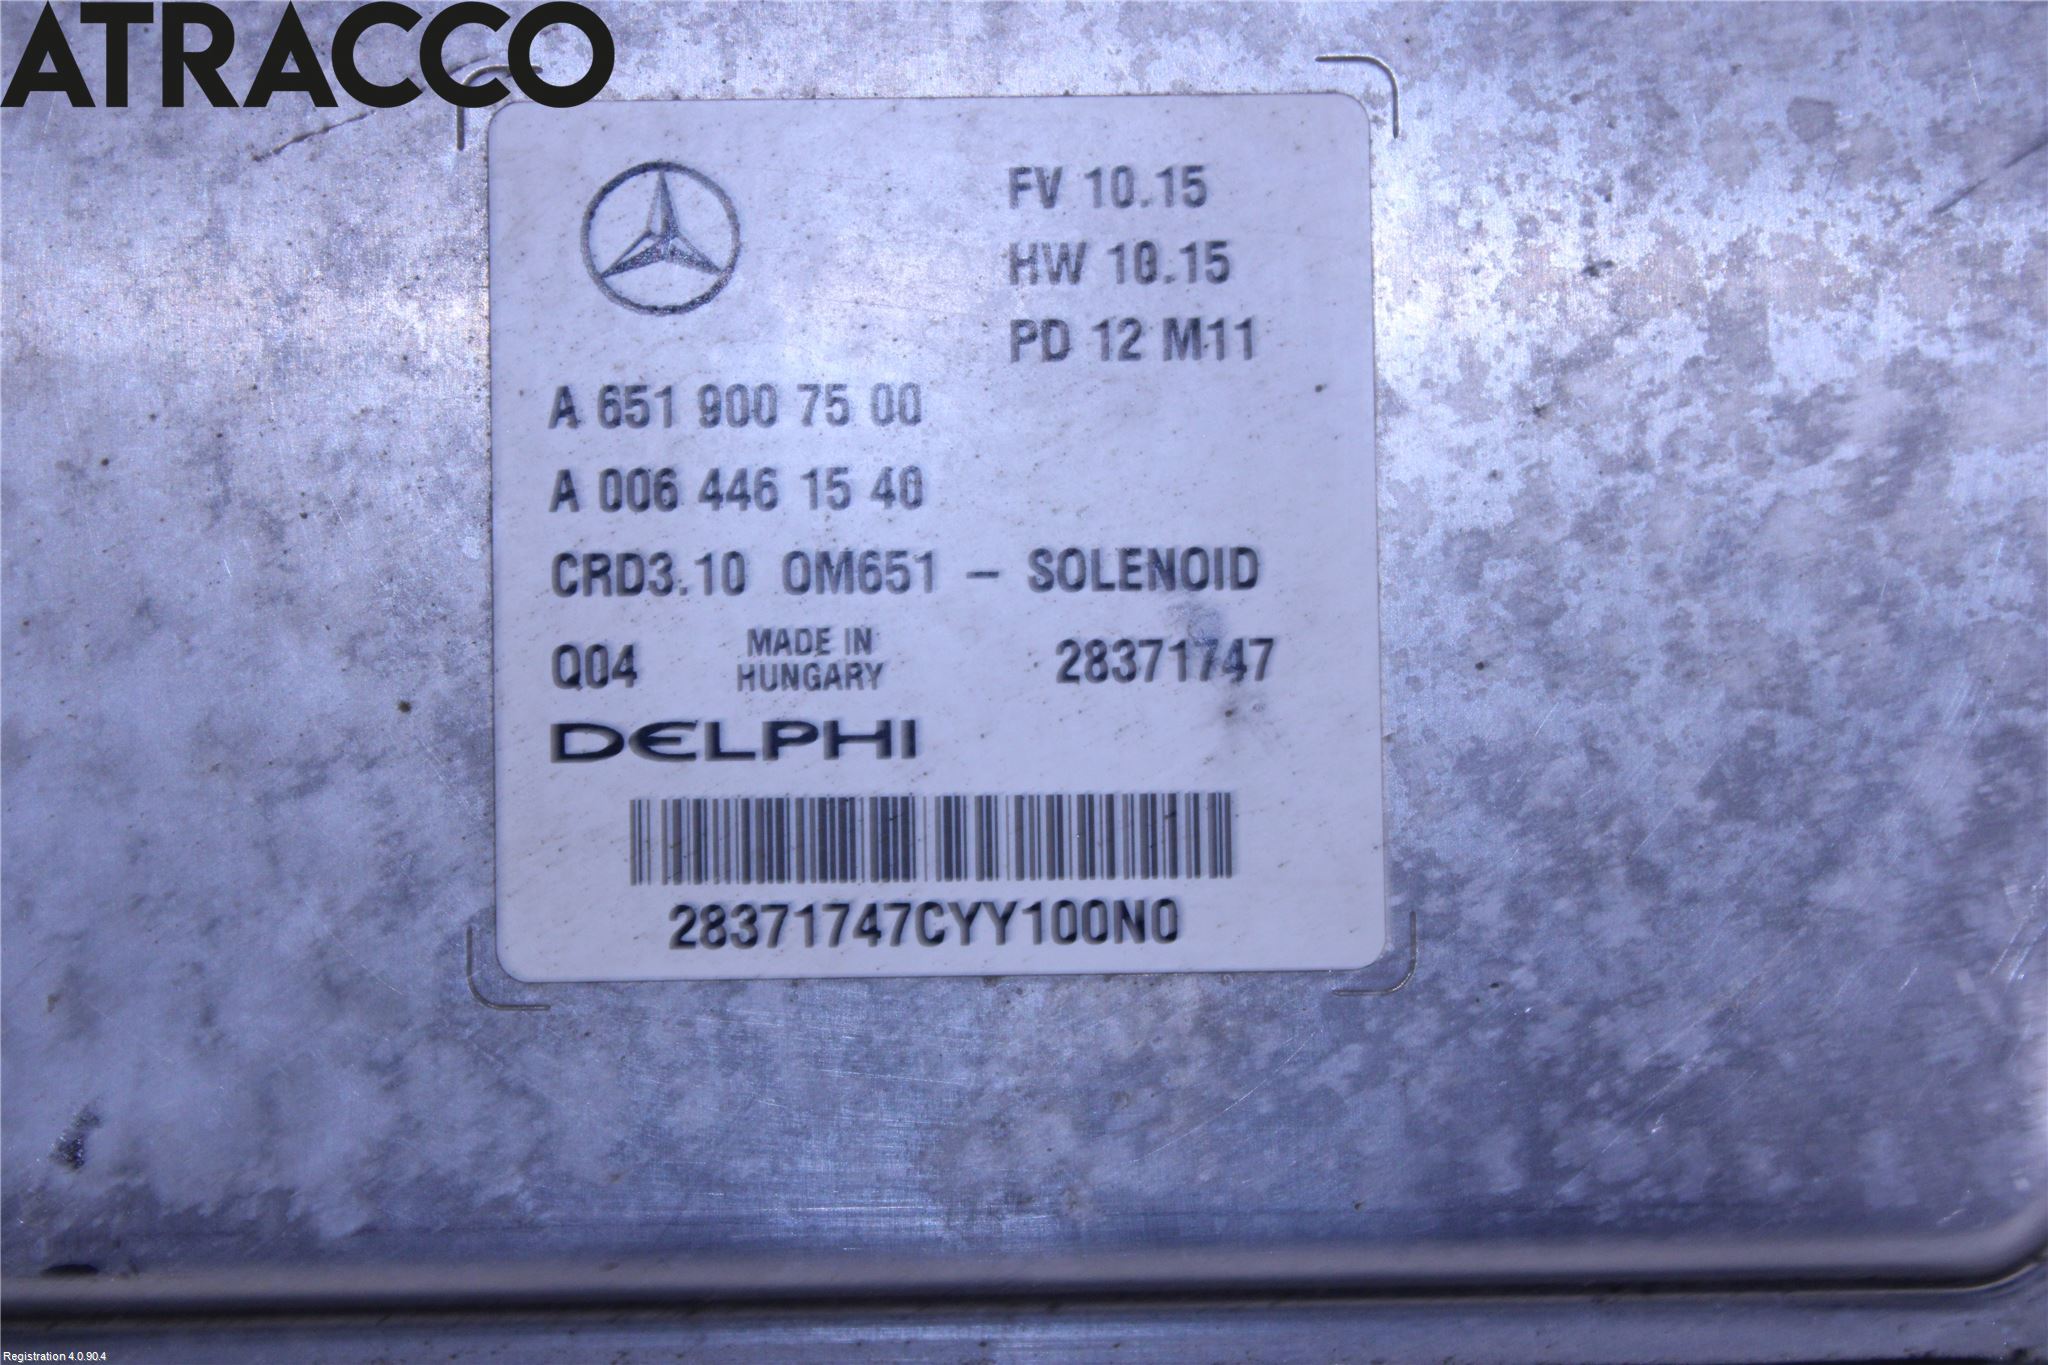 ATRACCO
FV 10.15
HW 10.15
PD 12 M11
A 651 900 75 00
A 006 446 15 40
CRD3.10 OM651 – SOLENOID
Q04 MADE IN HUNGARY 28371747
DELPHI
28371747CYY100N0
Registration 4.0.90.4